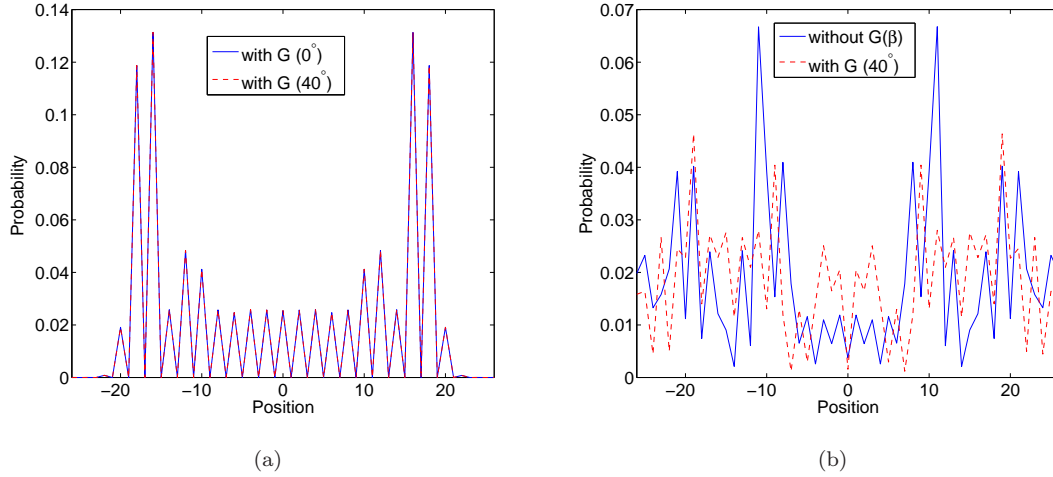 0.14
0.12
0.1
0.08
0.06
0.04
0.02
0
Probability
with G (0°)
with G (40°)
−20 −10 0 10 20
Position
(a)
0.07
0.06
0.05
0.04
0.03
0.02
0.01
0
Probability
without G(β)
with G (40°)
−20 −10 0 10 20
Position
(b)